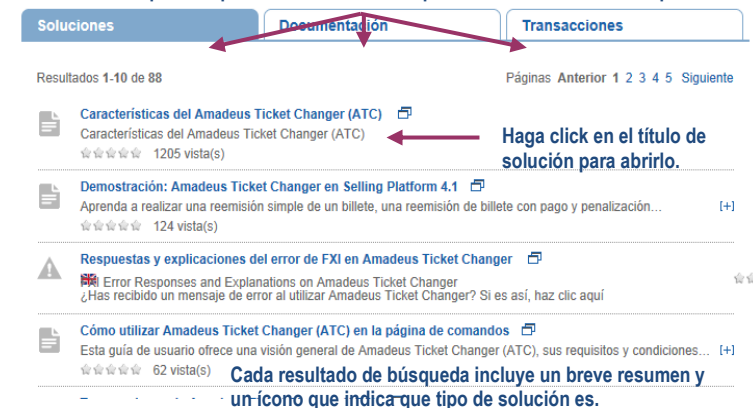 Soluciones
Documentación
Transacciones
Resultados 1-10 de 88
Páginas Anterior 1 2 3 4 5 Siguiente
Características del Amadeus Ticket Changer (ATC)
Características del Amadeus Ticket Changer (ATC)
1205 vista(s)
Haga click en el título de
solución para abrirlo.
Demostración: Amadeus Ticket Changer en Selling Platform 4.1
Aprenda a realizar una reemisión simple de un billete, una reemisión de billete con pago y penalización... [+]
124 vista(s)
Respuestas y explicaciones del error de FXI en Amadeus Ticket Changer
Error Responses and Explanations on Amadeus Ticket Changer
¿Has recibido un mensaje de error al utilizar Amadeus Ticket Changer? Si es así, haz clic aquí
Cómo utilizar Amadeus Ticket Changer (ATC) en la página de comandos
Esta guía de usuario ofrece una visión general de Amadeus Ticket Changer (ATC), sus requisitos y condiciones... [+]
62 vista(s)
Cada resultado de búsqueda incluye un breve resumen y
un ícono que indica que tipo de solución es.